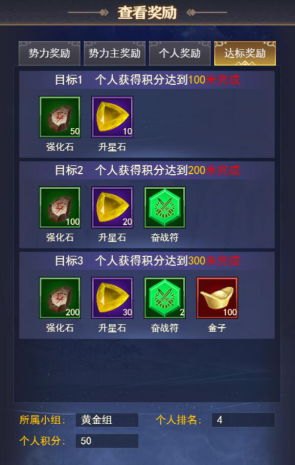 查看奖励
势力奖励 势力主奖励 个人奖励 达标奖励
目标1 个人获得积分达到100未完成
50 10
强化石 升星石
目标2 个人获得积分达到200未完成
100 20
强化石 升星石 奋战符
目标3 个人获得积分达到300未完成
200 30 2 100
强化石 升星石 奋战符 金子
所属小组: 黄金组 个人排名: 4
个人积分: 50